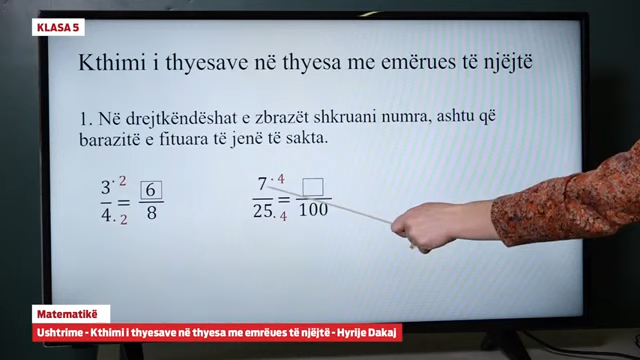 KLASA 5
Kthimi i thyesave në thyesa me emërues të njëjtë
1. Në drejtkëndëshat e zbrazët shkruani numra, ashtu që
barazitë e fituara të jenë të sakta.
3·2 / 4·2 = 6 / 8
7·4 / 25·4 = □ / 100
Matematikë
Ushtrime - Kthimi i thyesave në thyesa me emrëues të njëjtë - Hyrije Dakaj